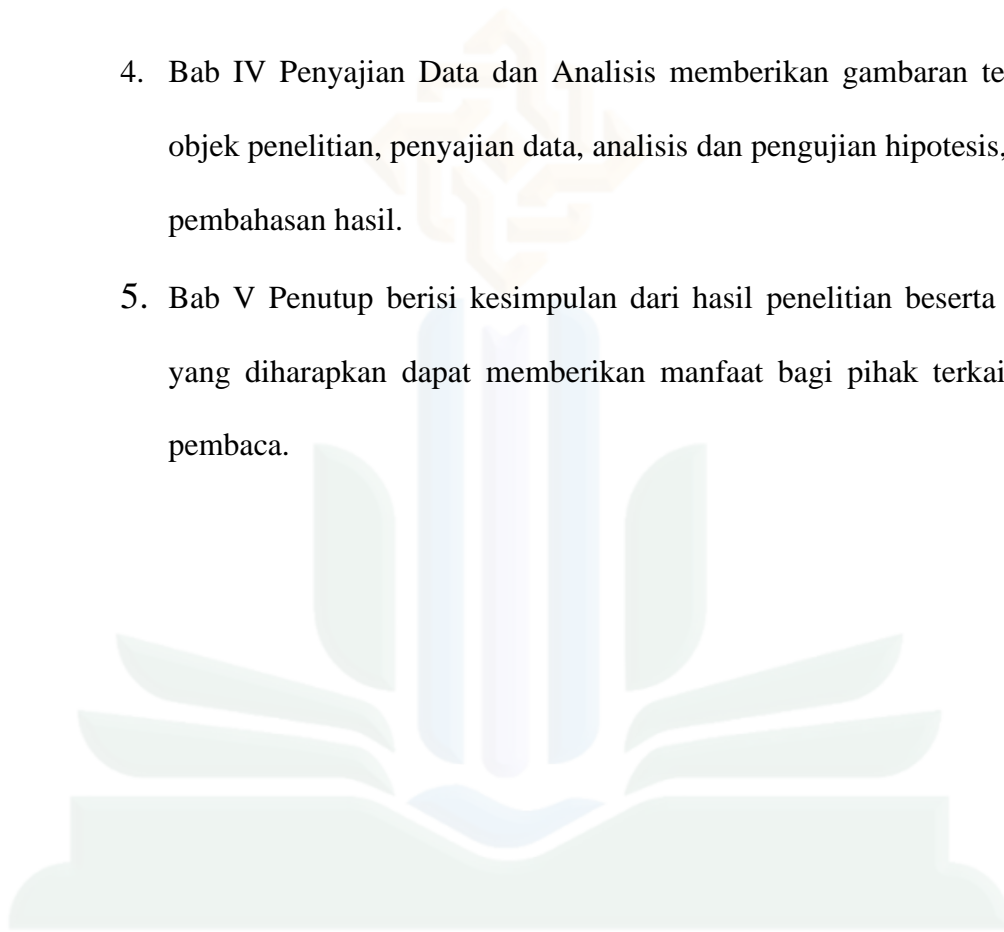 4. Bab IV Penyajian Data dan Analisis memberikan gambaran te
objek penelitian, penyajian data, analisis dan pengujian hipotesis,
pembahasan hasil.
5. Bab V Penutup berisi kesimpulan dari hasil penelitian beserta
yang diharapkan dapat memberikan manfaat bagi pihak terkai
pembaca.